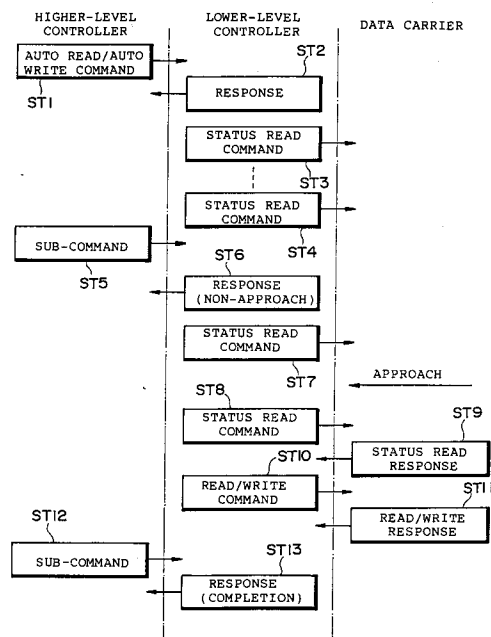 HIGHER-LEVEL
CONTROLLER
LOWER-LEVEL
CONTROLLER
DATA CARRIER
AUTO READ/AUTO
WRITE COMMAND
ST1
ST2
RESPONSE
STATUS READ
COMMAND
ST3
STATUS READ
COMMAND
ST4
SUB-COMMAND
ST5
ST6
RESPONSE
(NON-APPROACH)
STATUS READ
COMMAND
ST7
APPROACH
ST8
STATUS READ
COMMAND
ST9
STATUS READ
RESPONSE
ST10
READ/WRITE
COMMAND
ST11
READ/WRITE
RESPONSE
ST12
SUB-COMMAND
ST13
RESPONSE
(COMPLETION)